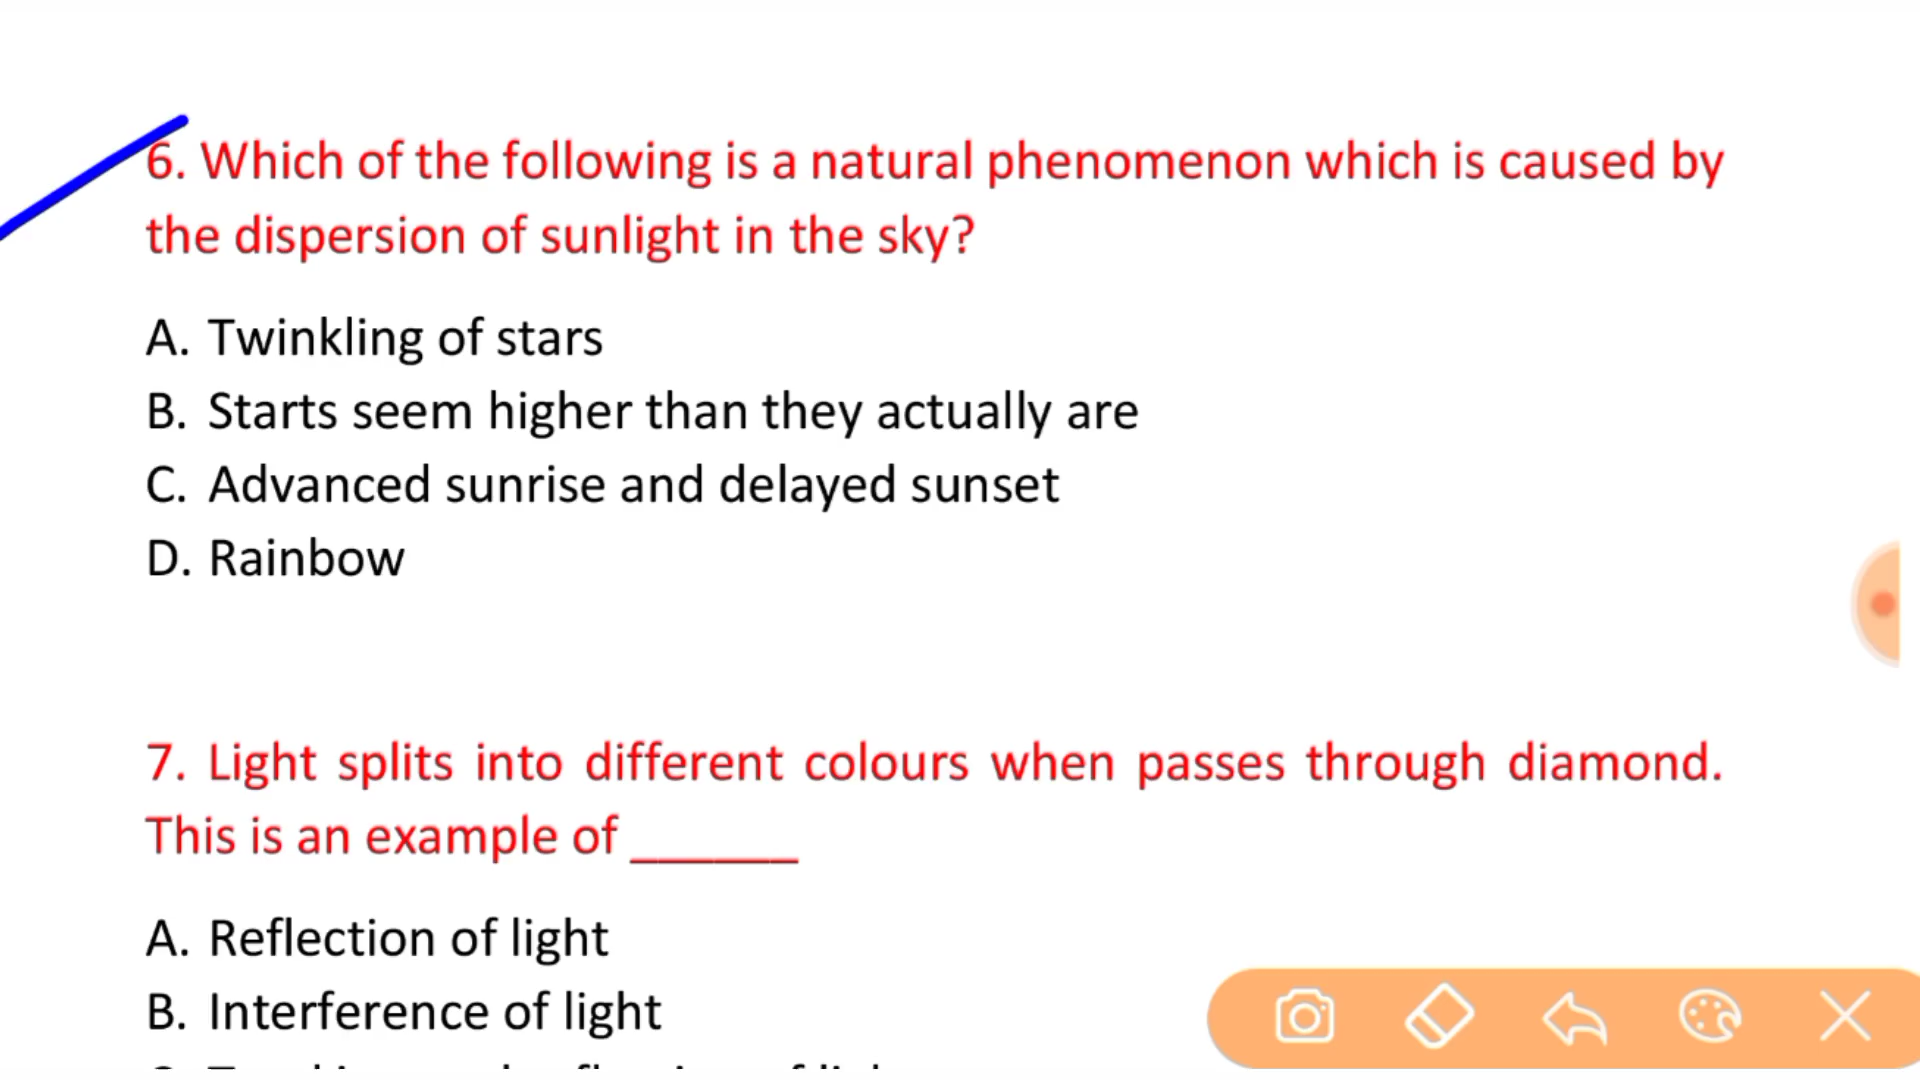 6. Which of the following is a natural phenomenon which is caused by
the dispersion of sunlight in the sky?
A. Twinkling of stars
B. Starts seem higher than they actually are
C. Advanced sunrise and delayed sunset
D. Rainbow
7. Light splits into different colours when passes through diamond.
This is an example of ______
A. Reflection of light
B. Interference of light